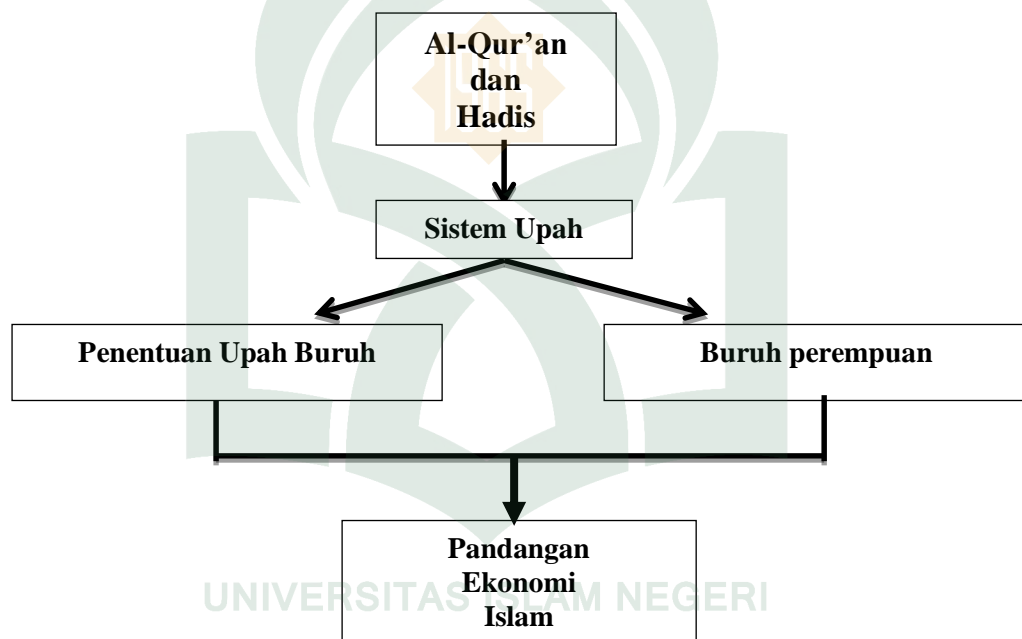 Al-Qur’an
dan
Hadis
Sistem Upah
Penentuan Upah Buruh
Buruh perempuan
Pandangan
Ekonomi
Islam
UNIVERSITAS ISLAM NEGERI